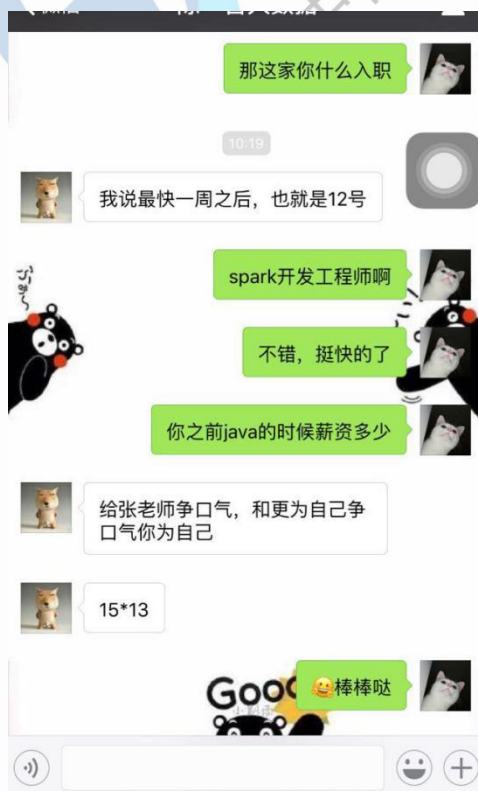 那这家你什么入职
10:19
我说最快一周之后，也就是12号
spark开发工程师啊
不错，挺快的了
你之前java的时候薪资多少
给张老师争口气，和更为自己争
口气你为自己
15*13
棒棒哒